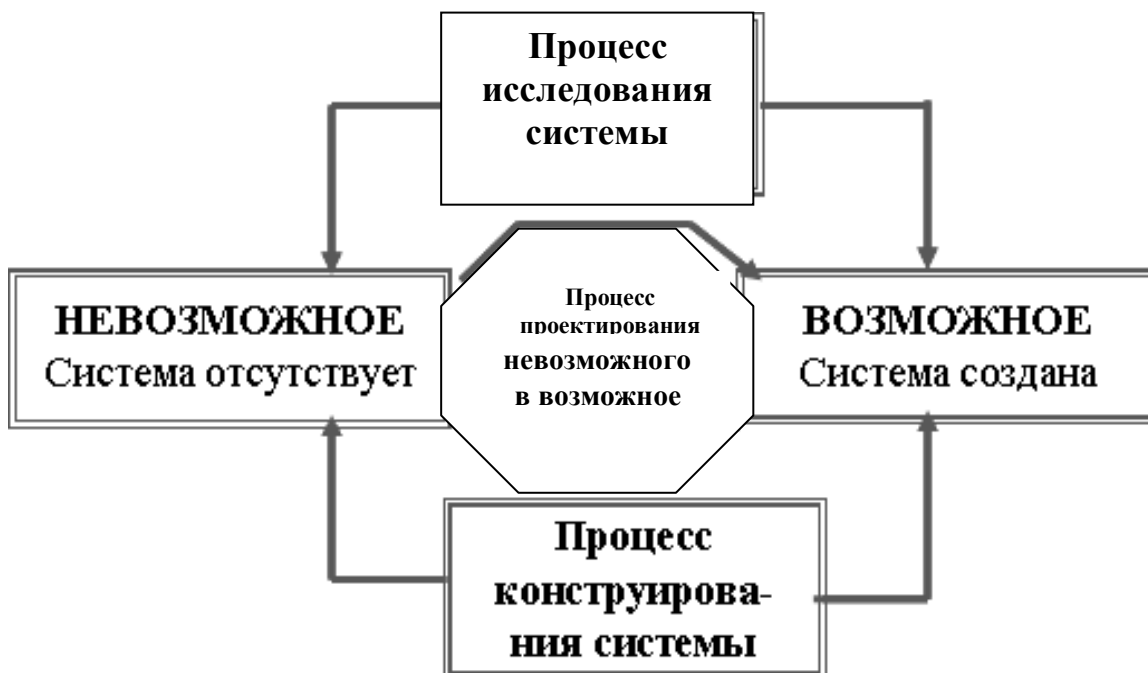 Процесс
исследования
системы
НЕВОЗМОЖНОЕ
Система отсутствует
Процесс
проектирования
невозможного
в возможное
ВОЗМОЖНОЕ
Система создана
Процесс
конструирова-
ния системы